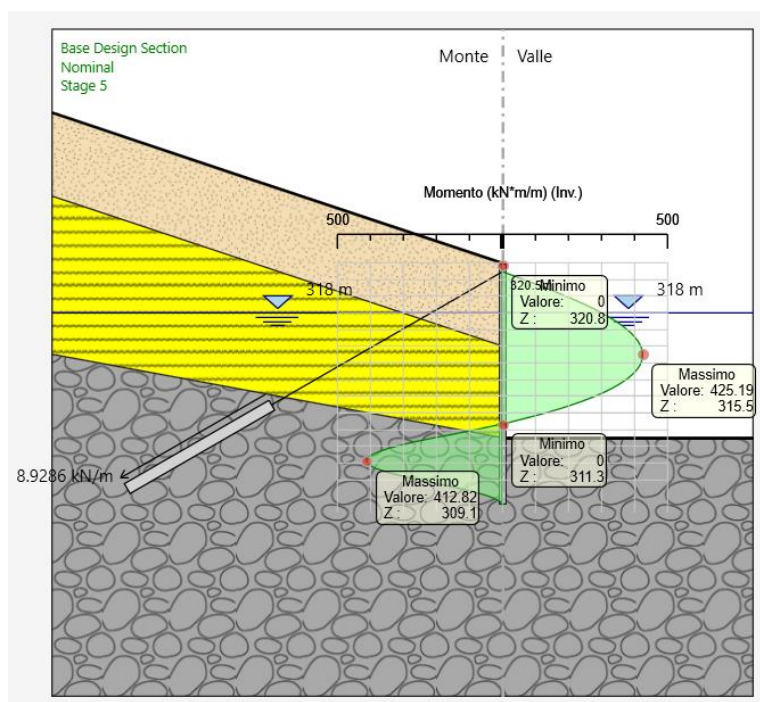 Base Design Section
Nominal
Stage 5
Monte
Valle
Momento (kN*m/m) (Inv.)
500
500
318 m
318 m
Minimo
Valore: 0
Z : 320.8
Massimo
Valore: 425.19
Z : 315.5
Minimo
Valore: 0
Z : 311.3
Massimo
Valore: 412.82
Z : 309.1
8.9286 kN/m